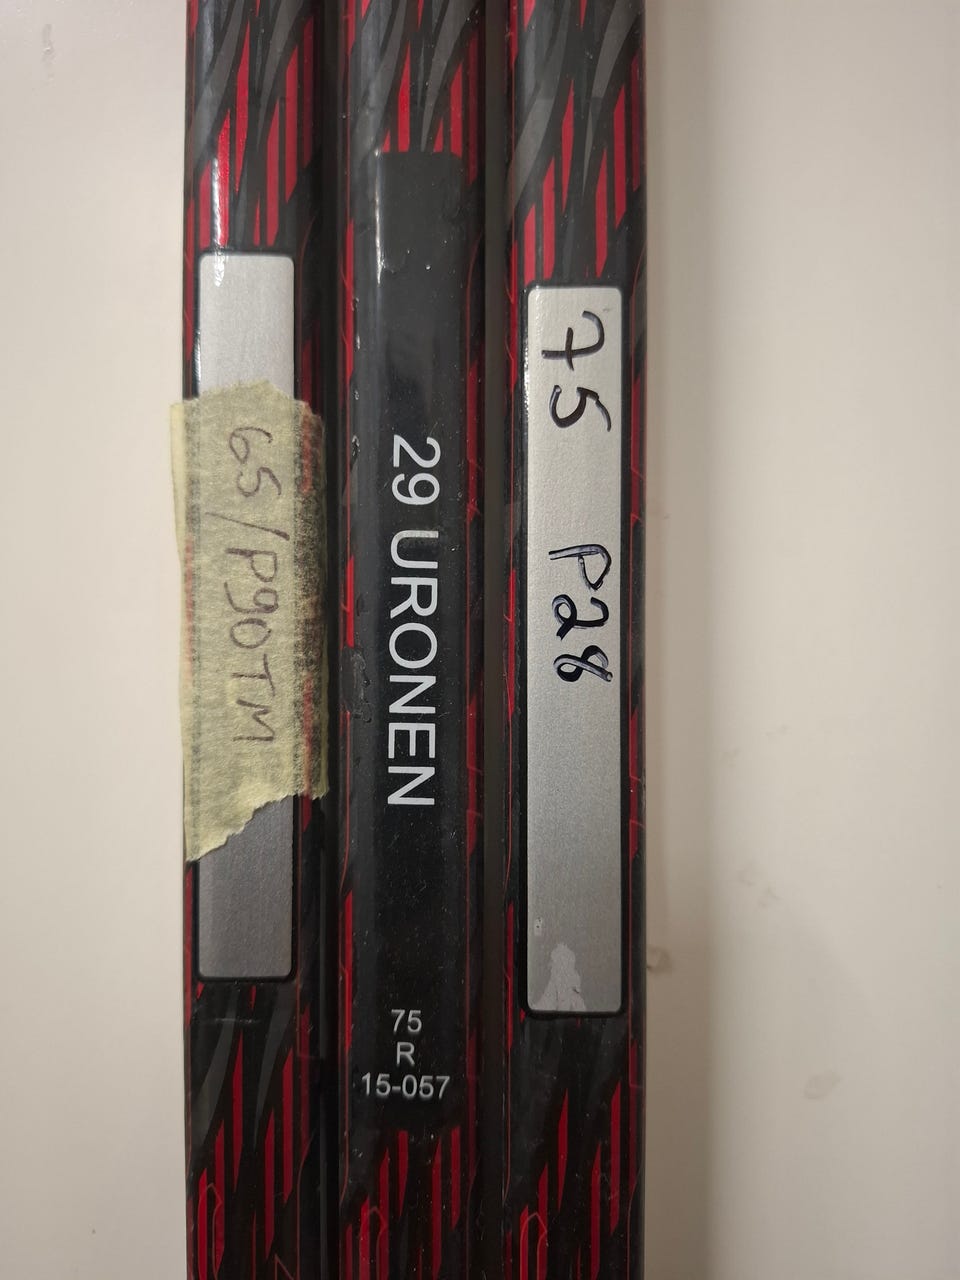 65/P90TM
29 URONEN
75
R
15-057
75 P28